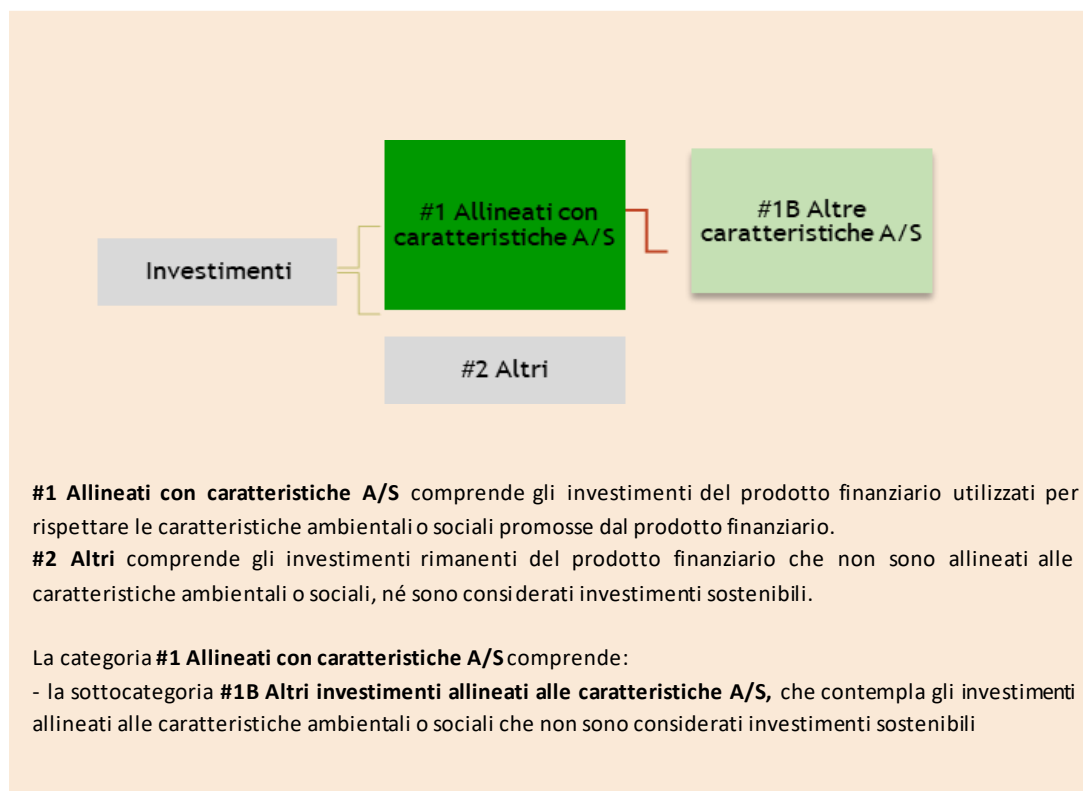 #1 Allineati con
caratteristiche A/S
#1B Altre
caratteristiche A/S
Investimenti
#2 Altri
#1 Allineati con caratteristiche A/S comprende gli investimenti del prodotto finanziario utilizzati per
rispettare le caratteristiche ambientali o sociali promosse dal prodotto finanziario.
#2 Altri comprende gli investimenti rimanenti del prodotto finanziario che non sono allineati alle
caratteristiche ambientali o sociali, né sono considerati investimenti sostenibili.
La categoria #1 Allineati con caratteristiche A/S comprende:
- la sottocategoria #1B Altri investimenti allineati alle caratteristiche A/S, che contempla gli investimenti
allineati alle caratteristiche ambientali o sociali che non sono considerati investimenti sostenibili